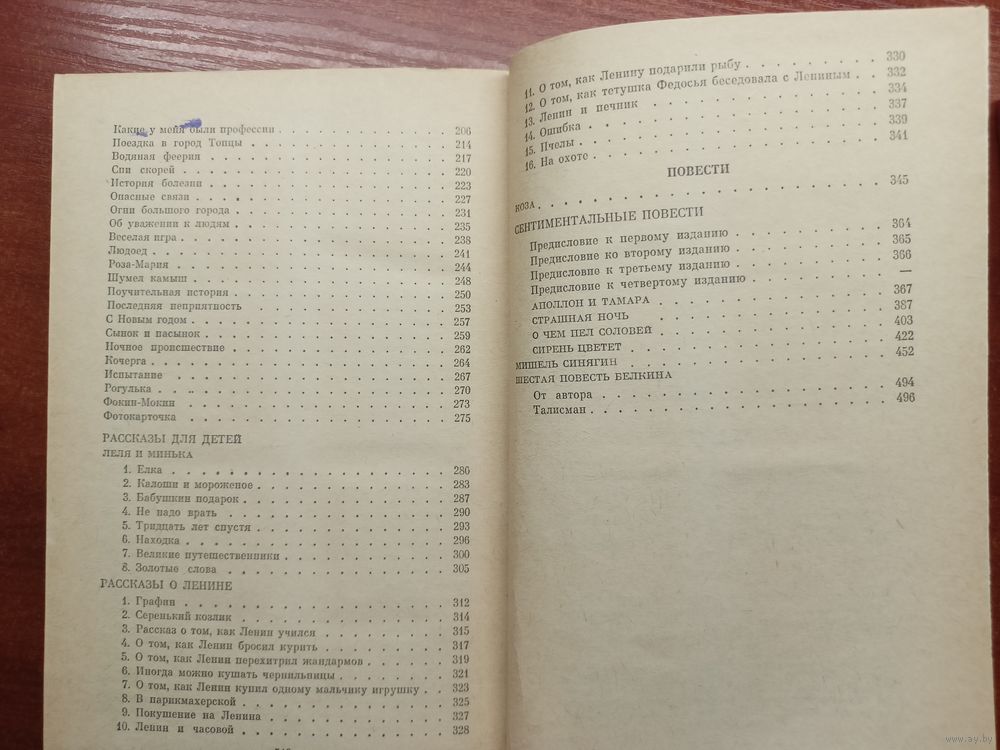 Какие у меня были профессии . . . . . . . . . . . . 206
Поездка в город Топцы . . . . . . . . . . . . 214
Водяная феерия . . . . . . . . . . . . 217
Спи скорей . . . . . . . . . . . . 220
История болезни . . . . . . . . . . . . 223
Опасные связи . . . . . . . . . . . . 227
Огни большого города . . . . . . . . . . . . 231
Об уважении к людям . . . . . . . . . . . . 235
Веселая игра . . . . . . . . . . . . 238
Людоед . . . . . . . . . . . . 241
Роза-Мария . . . . . . . . . . . . 244
Шумел камыш . . . . . . . . . . . . 248
Поучительная история . . . . . . . . . . . . 250
Последняя неприятность . . . . . . . . . . . . 253
С Новым годом . . . . . . . . . . . . 257
Сынок и пасынок . . . . . . . . . . . . 259
Ночное происшествие . . . . . . . . . . . . 262
Кочерга . . . . . . . . . . . . 264
Испытание . . . . . . . . . . . . 267
Рогулька . . . . . . . . . . . . 270
Фокин-Мокин . . . . . . . . . . . . 273
Фотокарточка . . . . . . . . . . . . 275
РАССКАЗЫ ДЛЯ ДЕТЕЙ
ЛЕЛЯ И МИНЬКА
1. Елка . . . . . . . . . . . . 280
2. Калоши и мороженое . . . . . . . . . . . . 283
3. Бабушкин подарок . . . . . . . . . . . . 287
4. Не надо врать . . . . . . . . . . . . 290
5. Тридцать лет спустя . . . . . . . . . . . . 293
6. Находка . . . . . . . . . . . . 296
7. Великие путешественники . . . . . . . . . . . . 300
8. Золотые слова . . . . . . . . . . . . 305
РАССКАЗЫ О ЛЕНИНЕ
1. Графин . . . . . . . . . . . . 312
2. Серенький козлик . . . . . . . . . . . . 314
3. Рассказ о том, как Ленин учился . . . . . . . . 315
4. О том, как Ленин бросил курить . . . . . . . . 317
5. О том, как Ленин перехитрил жандармов . . . . . 319
6. Иногда можно кушать чернильницы . . . . . . . 321
7. О том, как Ленин купил одному мальчику игрушку . . 323
8. В парикмахерской . . . . . . . . . . . . 325
9. Покушение на Ленина . . . . . . . . . . . . 327
10. Ленин и часовой . . . . . . . . . . . . 328
11. О том, как Ленину подарили рыбу . . . . . . . . 330
12. О том, как тетушка Федосья беседовала с Лениным . . 332
13. Ленин и печник . . . . . . . . . . . . 334
14. Ошибка . . . . . . . . . . . . 337
15. Пчелы . . . . . . . . . . . . 339
16. На охоте . . . . . . . . . . . . 341
ПОВЕСТИ
КОЗА . . . . . . . . . . . . 345
СЕНТИМЕНТАЛЬНЫЕ ПОВЕСТИ
Предисловие к первому изданию . . . . . . . . 364
Предисловие ко второму изданию . . . . . . . . 365
Предисловие к третьему изданию . . . . . . . . 366
Предисловие к четвертому изданию . . . . . . . . —
АПОЛЛОН И ТАМАРА . . . . . . . . . . . . 367
СТРАШНАЯ НОЧЬ . . . . . . . . . . . . 387
О ЧЕМ ПЕЛ СОЛОВЕЙ . . . . . . . . . . . . 403
СИРЕНЬ ЦВЕТЕТ . . . . . . . . . . . . 422
МИШЕЛЬ СИНЯГИН . . . . . . . . . . . . 452
ШЕСТАЯ ПОВЕСТЬ БЕЛКИНА
От автора . . . . . . . . . . . . 494
Талисман . . . . . . . . . . . . 496
www.ay.by